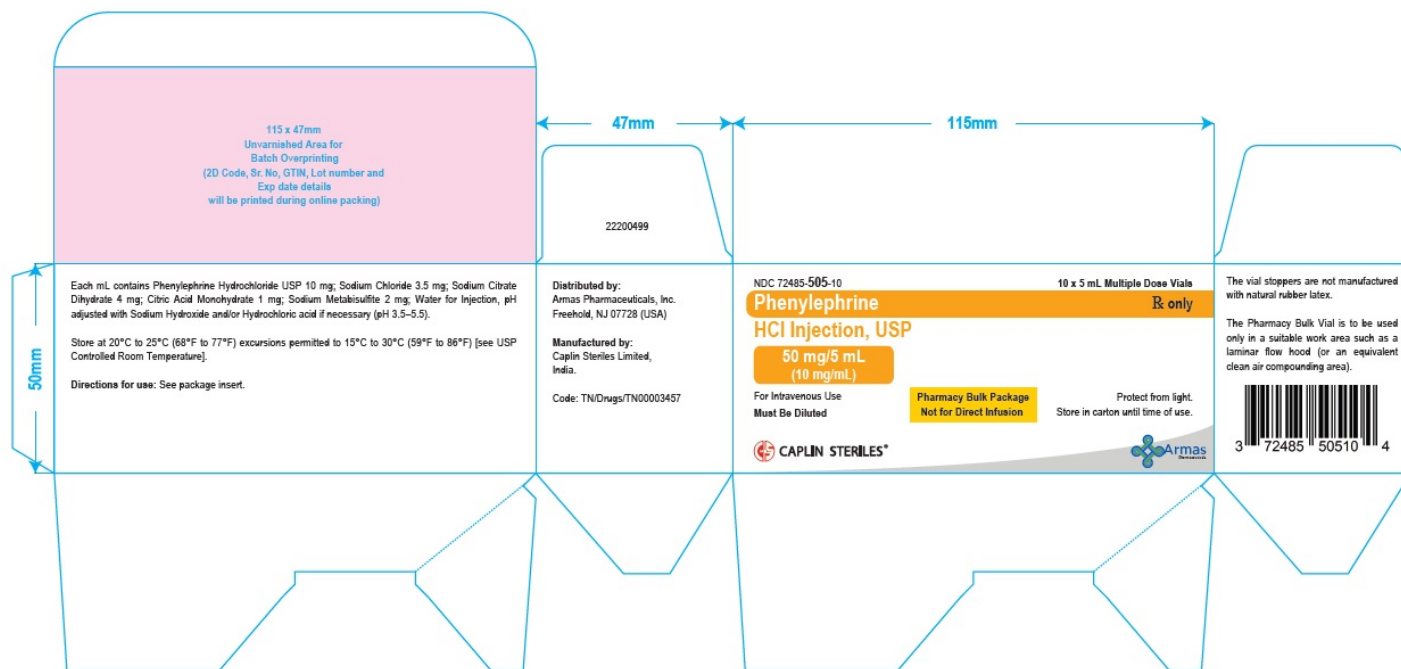 115 x 47mm
Unvarnished Area for
Batch Overprinting
(2D Code, Sr. No, GTIN, Lot number and
Exp date details
will be printed during online packing)
47mm
115mm
22200499
50mm
Each mL contains Phenylephrine Hydrochloride USP 10 mg; Sodium Chloride 3.5 mg; Sodium Citrate
Dihydrate 4 mg; Citric Acid Monohydrate 1 mg; Sodium Metabisulfite 2 mg; Water for Injection, pH
adjusted with Sodium Hydroxide and/or Hydrochloric acid if necessary (pH 3.5–5.5).
Store at 20°C to 25°C (68°F to 77°F) excursions permitted to 15°C to 30°C (59°F to 86°F) [see USP
Controlled Room Temperature].
Directions for use: See package insert.
Distributed by:
Armas Pharmaceuticals, Inc.
Freehold, NJ 07728 (USA)
Manufactured by:
Caplin Steriles Limited,
India.
Code: TN/Drugs/TN00003457
NDC 72485-505-10
10 x 5 mL Multiple Dose Vials
Phenylephrine
℞ only
HCl Injection, USP
50 mg/5 mL
(10 mg/mL)
For Intravenous Use
Must Be Diluted
Pharmacy Bulk Package
Not for Direct Infusion
Protect from light.
Store in carton until time of use.
CAPLIN STERILES®
Armas
Pharmaceuticals
The vial stoppers are not manufactured
with natural rubber latex.
The Pharmacy Bulk Vial is to be used
only in a suitable work area such as a
laminar flow hood (or an equivalent
clean air compounding area).
3 72485 50510 4